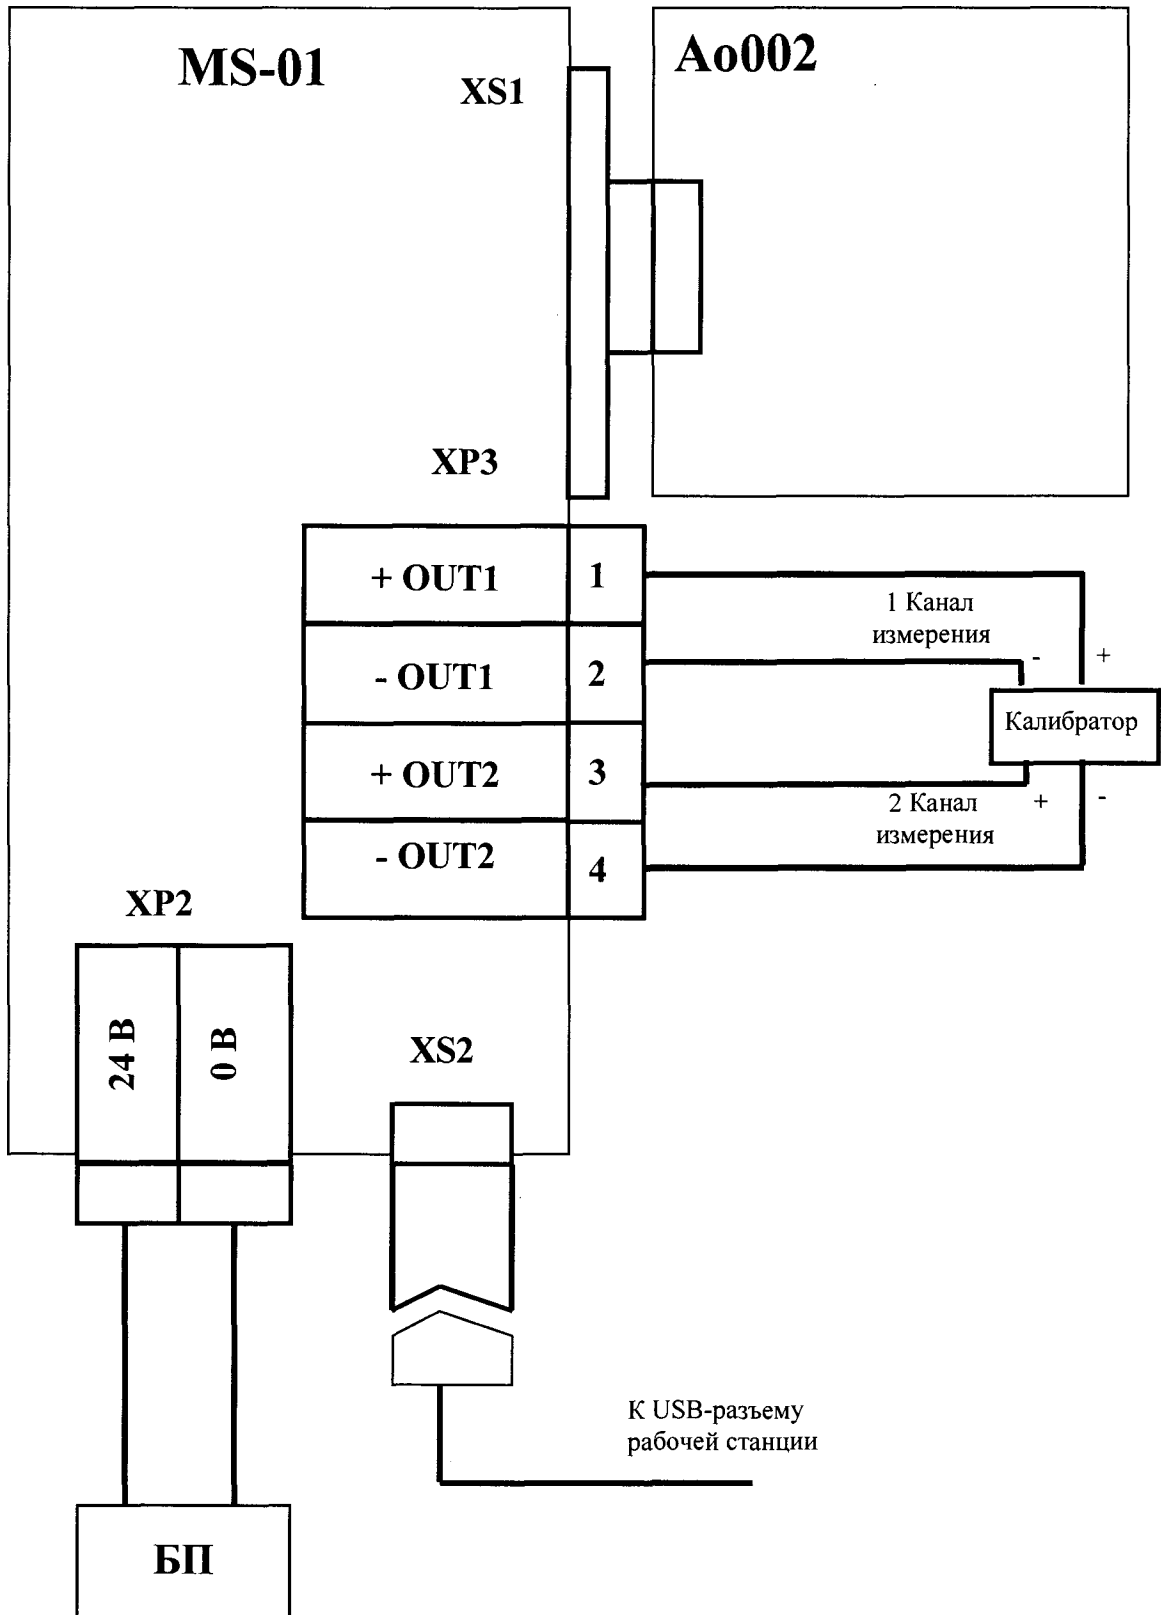 MS-01
Ao002
XS1
XP3
+ OUT1
1
- OUT1
2
+ OUT2
3
- OUT2
4
1 Канал
измерения
-
+
Калибратор
2 Канал
измерения
+
-
XP2
24 В
0 В
XS2
К USB-разъему
рабочей станции
БП